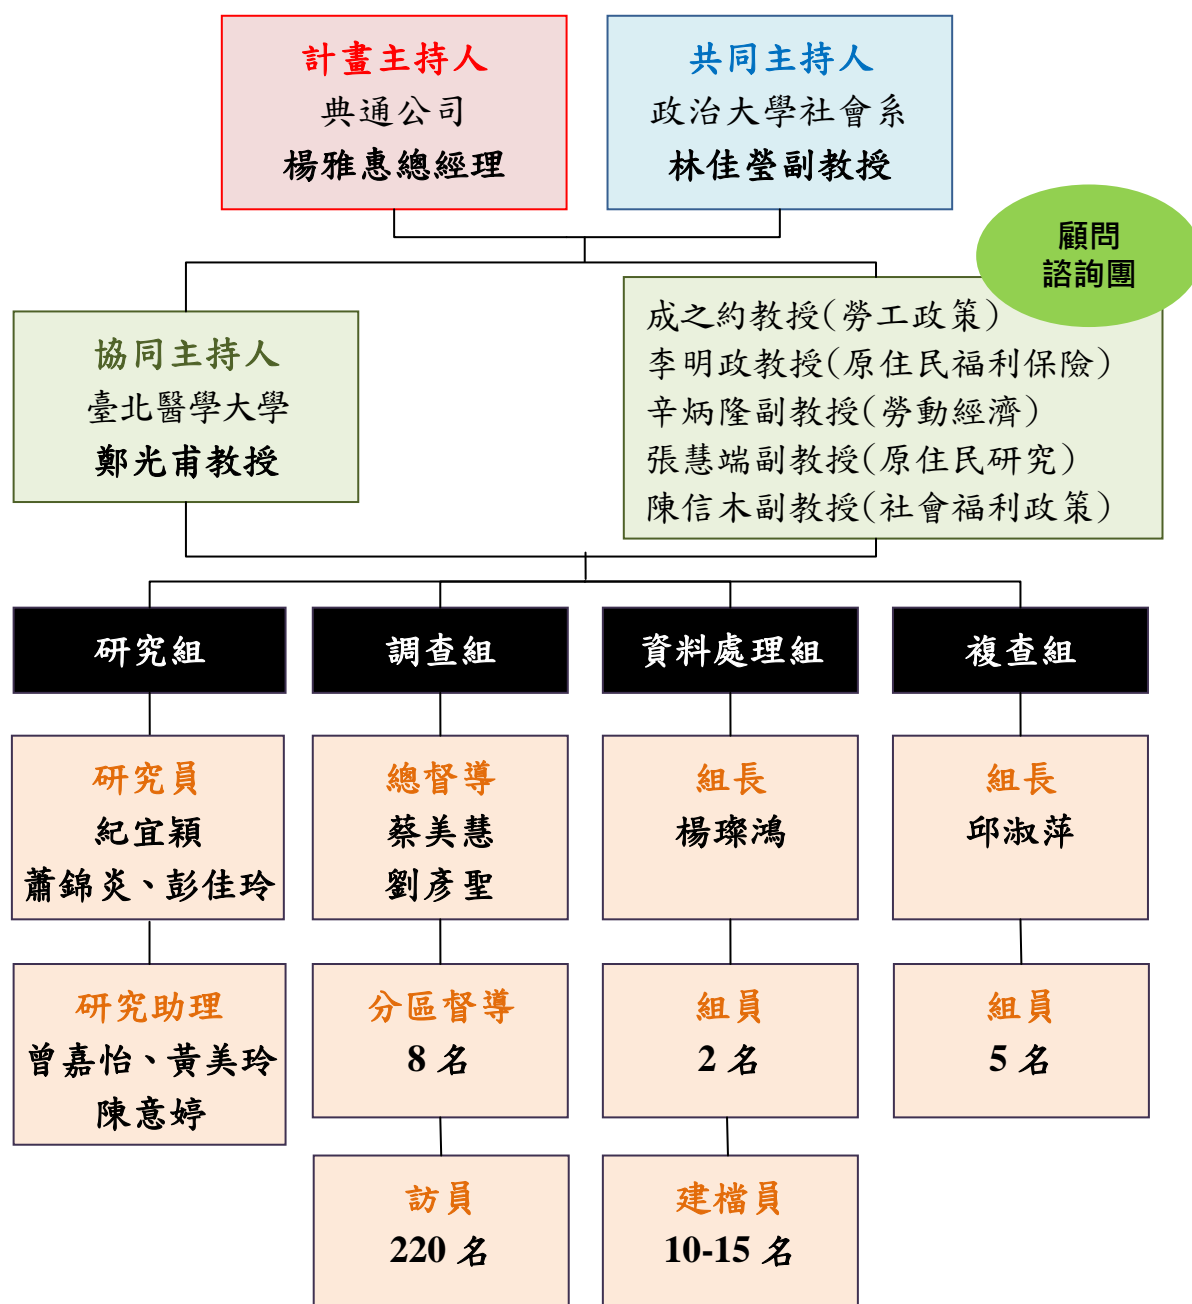 計畫主持人
典通公司
楊雅惠總經理
共同主持人
政治大學社會系
林佳瑩副教授
顧問
諮詢團
協同主持人
臺北醫學大學
鄭光甫教授
成之約教授(勞工政策)
李明政教授(原住民福利保險)
辛炳隆副教授(勞動經濟)
張慧端副教授(原住民研究)
陳信木副教授(社會福利政策)
研究組
調查組
資料處理組
複查組
研究員
紀宜穎
蕭錦炎、彭佳玲
總督導
蔡美慧
劉彥聖
組長
楊璨鴻
組長
邱淑萍
研究助理
曾嘉怡、黃美玲
陳意婷
分區督導
8 名
組員
2 名
組員
5 名
訪員
220 名
建檔員
10-15 名